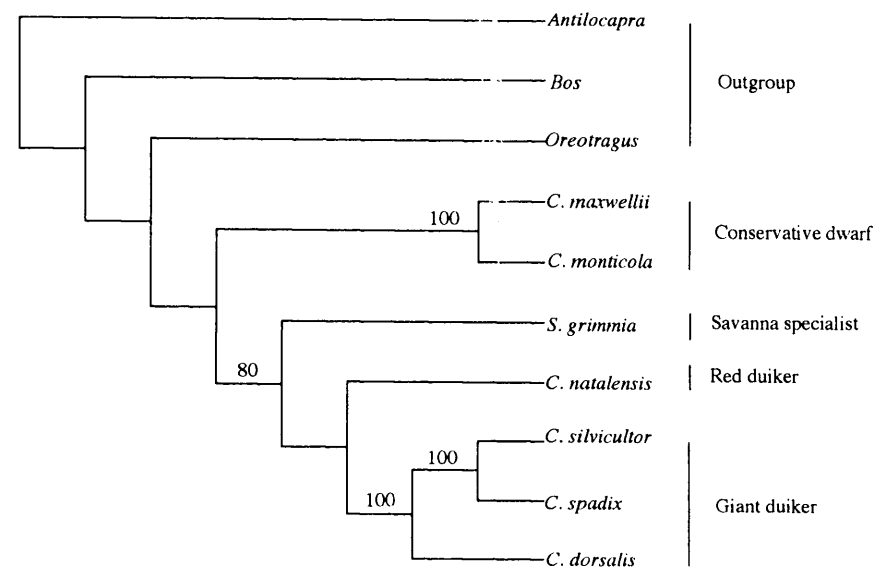 Antilocapra
Bos
Outgroup
Oreotragus
C. maxwellii
100
Conservative dwarf
C. monticola
S. grimmia
Savanna specialist
80
C. natalensis
Red duiker
C. silvicultor
100
100
C. spadix
Giant duiker
C. dorsalis